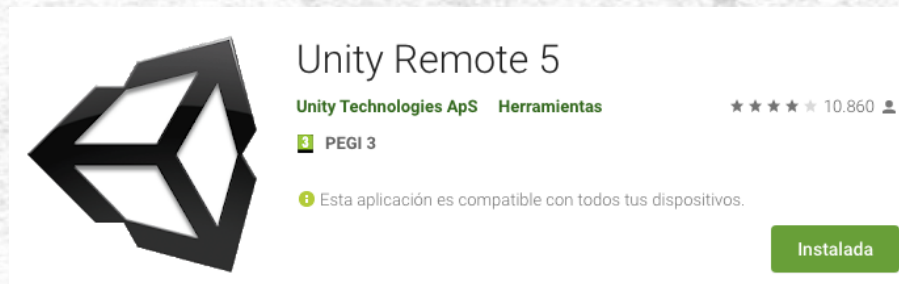 Unity Remote 5
Unity Technologies ApS Herramientas 10.860
3 PEGI 3
Esta aplicación es compatible con todos tus dispositivos.
Instalada